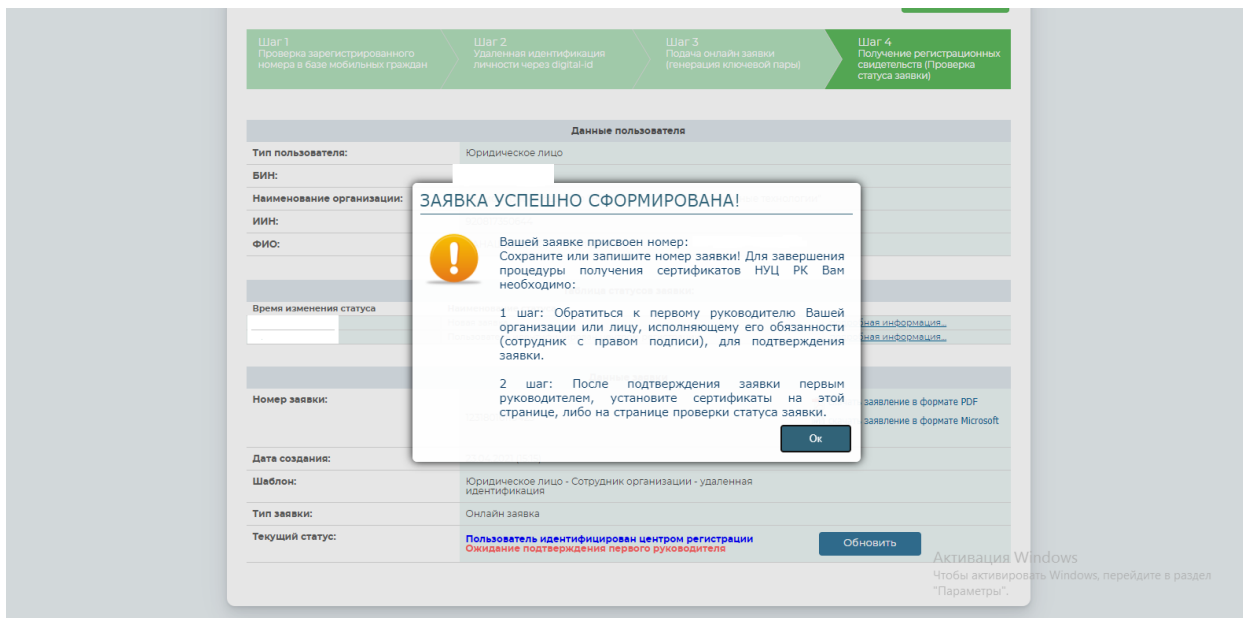 Шаг 1
Проверка зарегистрированного
номера в базе мобильных граждан
Шаг 2
Удаленная идентификация
личности через digital-id
Шаг 3
Подача онлайн заявки
(генерация ключевой пары)
Шаг 4
Получение регистрационных
свидетельств (Проверка
статуса заявки)
Данные пользователя
Тип пользователя: Юридическое лицо
БИН:
Наименование организации:
ИИН:
ФИО:
ЗАЯВКА УСПЕШНО СФОРМИРОВАНА!
Вашей заявке присвоен номер:
Сохраните или запишите номер заявки! Для завершения
процедуры получения сертификатов НУЦ РК Вам
необходимо:
1 шаг: Обратиться к первому руководителю Вашей
организации или лицу, исполняющему его обязанности
(сотрудник с правом подписи), для подтверждения
заявки.
2 шаг: После подтверждения заявки первым
руководителем, установите сертификаты на этой
странице, либо на странице проверки статуса заявки.
Ок
Время изменения статуса
ная информация...
ная информация...
Номер заявки:
заявление в формате PDF
заявление в формате Microsoft
Дата создания:
Шаблон: Юридическое лицо - Сотрудник организации - удаленная
идентификация
Тип заявки: Онлайн заявка
Текущий статус: Пользователь идентифицирован центром регистрации
Ожидание подтверждения первого руководителя
Обновить
Активация Windows
Чтобы активировать Windows, перейдите в раздел
"Параметры".